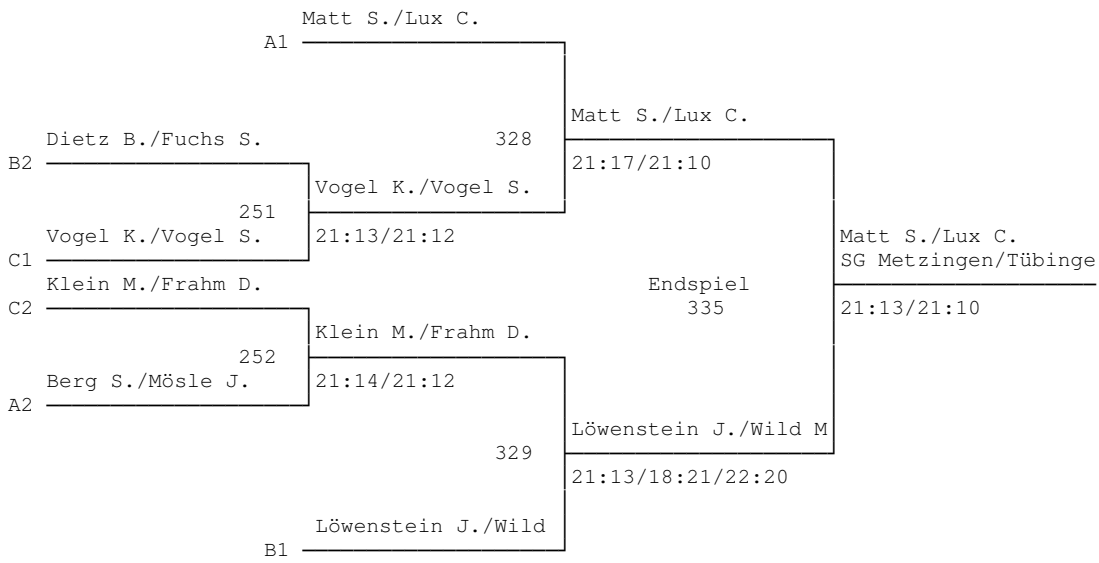 Matt S./Lux C.
A1
Matt S./Lux C.
Dietz B./Fuchs S.
328
B2
21:17/21:10
Vogel K./Vogel S.
251
Vogel K./Vogel S.
21:13/21:12
Matt S./Lux C.
C1
SG Metzingen/Tübinge
Klein M./Frahm D.
Endspiel
C2
335
21:13/21:10
Klein M./Frahm D.
252
Berg S./Mösle J.
21:14/21:12
A2
Löwenstein J./Wild M
329
21:13/18:21/22:20
Löwenstein J./Wild
B1